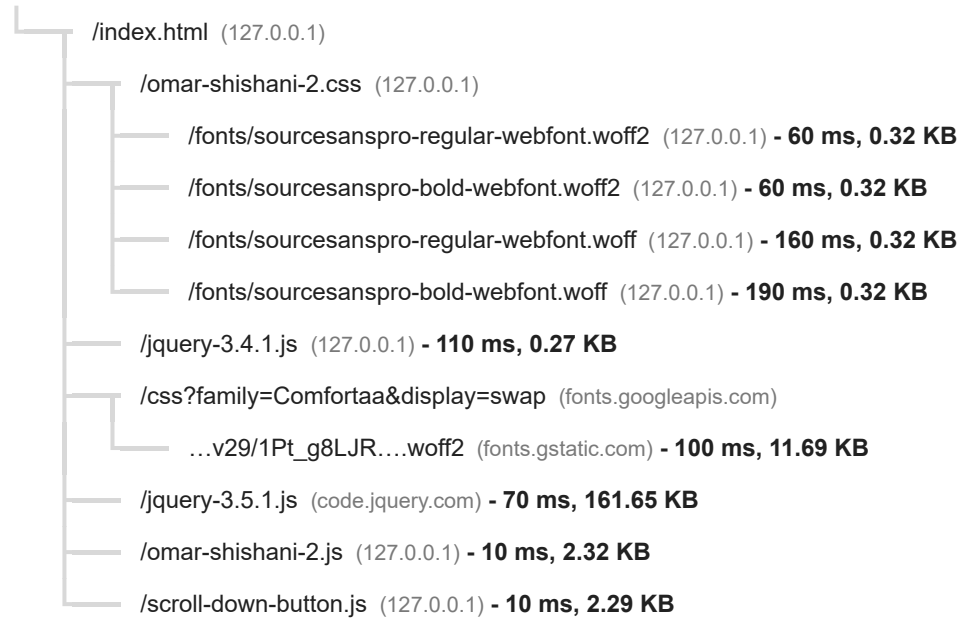 /index.html (127.0.0.1)
/omar-shishani-2.css (127.0.0.1)
/fonts/sourcesanspro-regular-webfont.woff2 (127.0.0.1) - 60 ms, 0.32 KB
/fonts/sourcesanspro-bold-webfont.woff2 (127.0.0.1) - 60 ms, 0.32 KB
/fonts/sourcesanspro-regular-webfont.woff (127.0.0.1) - 160 ms, 0.32 KB
/fonts/sourcesanspro-bold-webfont.woff (127.0.0.1) - 190 ms, 0.32 KB
/jquery-3.4.1.js (127.0.0.1) - 110 ms, 0.27 KB
/css?family=Comfortaa&display=swap (fonts.googleapis.com)
…v29/1Pt_g8LJR….woff2 (fonts.gstatic.com) - 100 ms, 11.69 KB
/jquery-3.5.1.js (code.jquery.com) - 70 ms, 161.65 KB
/omar-shishani-2.js (127.0.0.1) - 10 ms, 2.32 KB
/scroll-down-button.js (127.0.0.1) - 10 ms, 2.29 KB